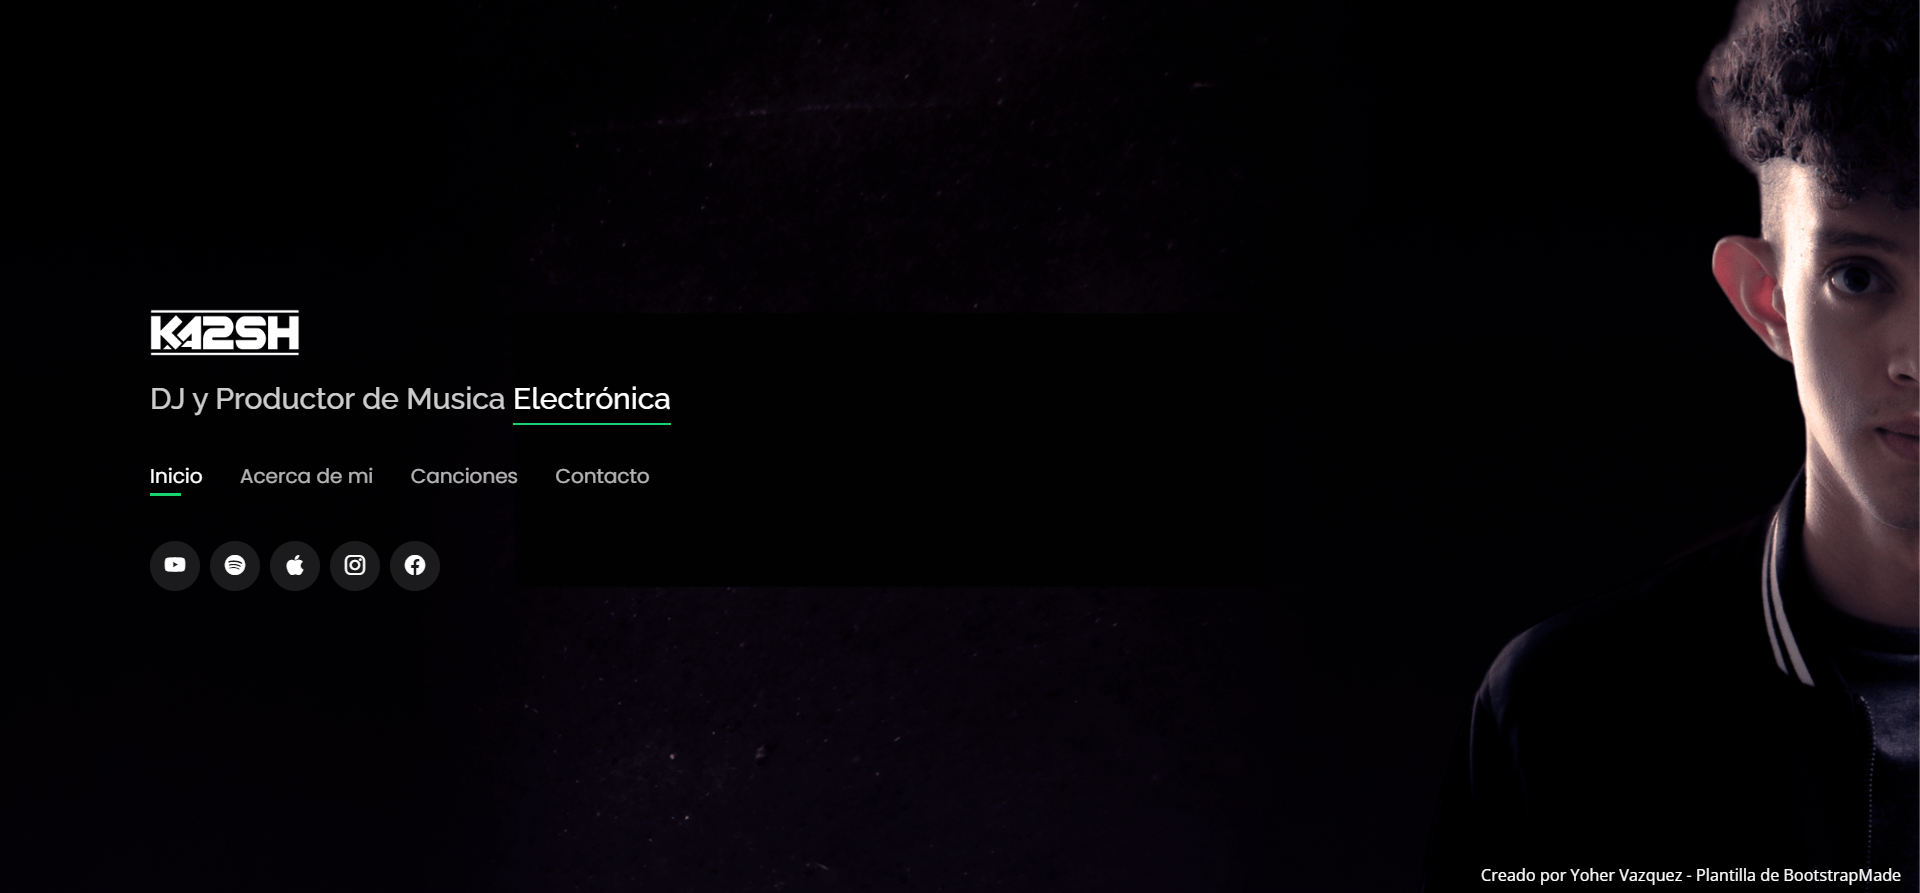 KA2SH
DJ y Productor de Musica Electrónica
Inicio Acerca de mi Canciones Contacto
Creado por Yoher Vazquez - Plantilla de BootstrapMade